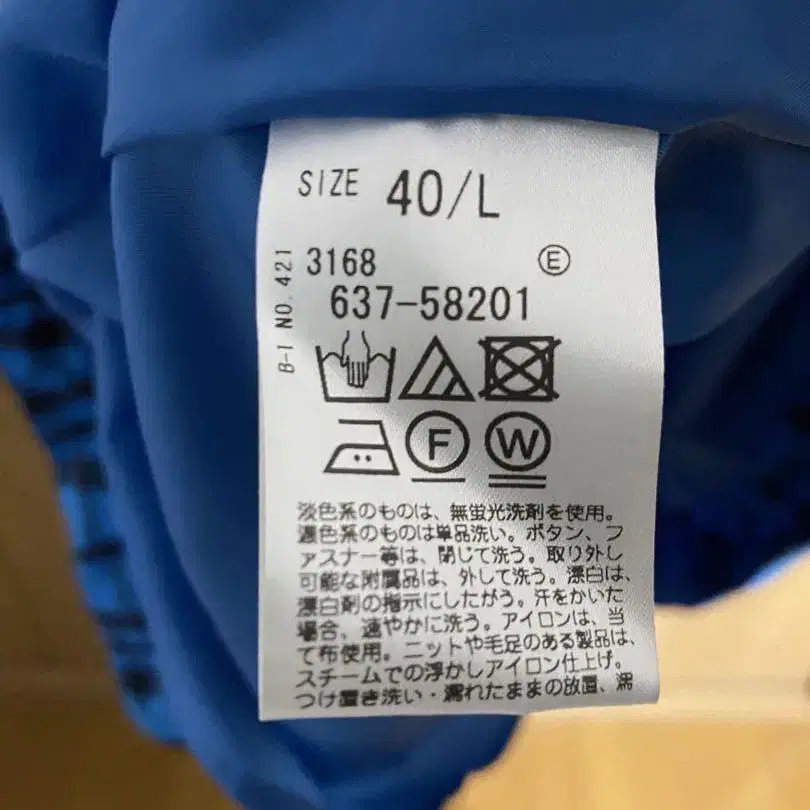 SIZE 40/L
B-1 NO. 421
3168 Ⓔ
637-58201
F W
淡色系のものは、無蛍光洗剤を使用。
濃色系のものは単品洗い。ボタン、フ
ァスナー等は、閉じて洗う。取り外し
可能な附属品は、外して洗う。漂白は、
漂白剤の指示にしたがう。汗をかいた
場合、速やかに洗う。アイロンは、当
て布使用。ニットや毛足のある製品は、
スチームでの浮かしアイロン仕上げ。
つけ置き洗い・濡れたままの放置、濡